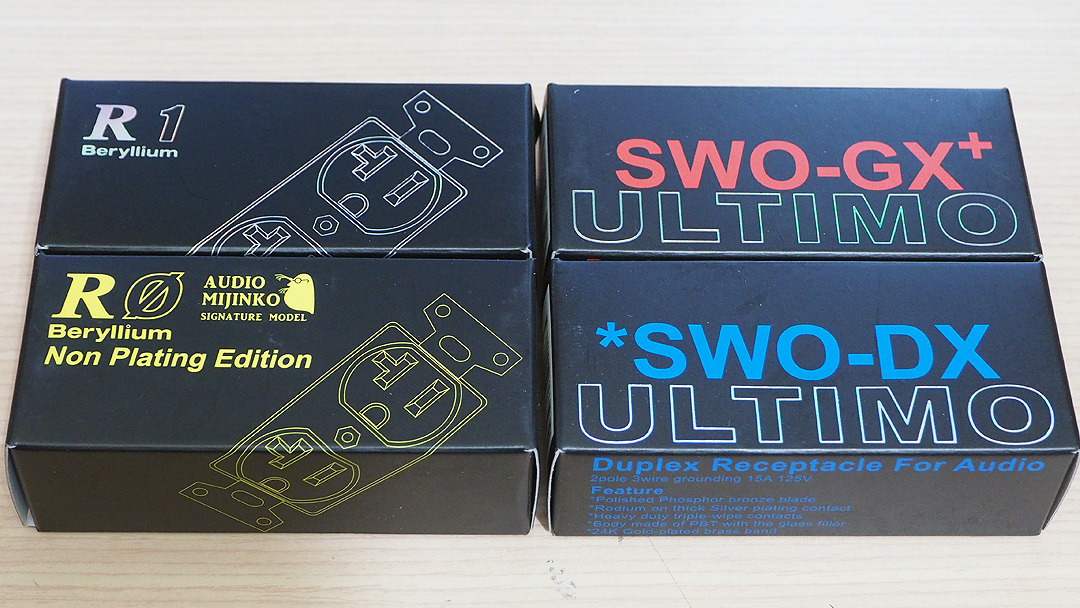 R 1
Beryllium
SWO-GX+
ULTIMO
R Ø
Beryllium
Non Plating Edition
AUDIO
MIJINKO
SIGNATURE MODEL
*SWO-DX
ULTIMO
Duplex Receptacle For Audio
2pole 3wire grounding 15A 125V
Feature
*Polished Phosphor bronze blade
*Rodium on thick Silver plating contact
*Heavy duty triple-wipe contacts
*Body made of PBT with the glass filler
*24K Gold-plated brass band